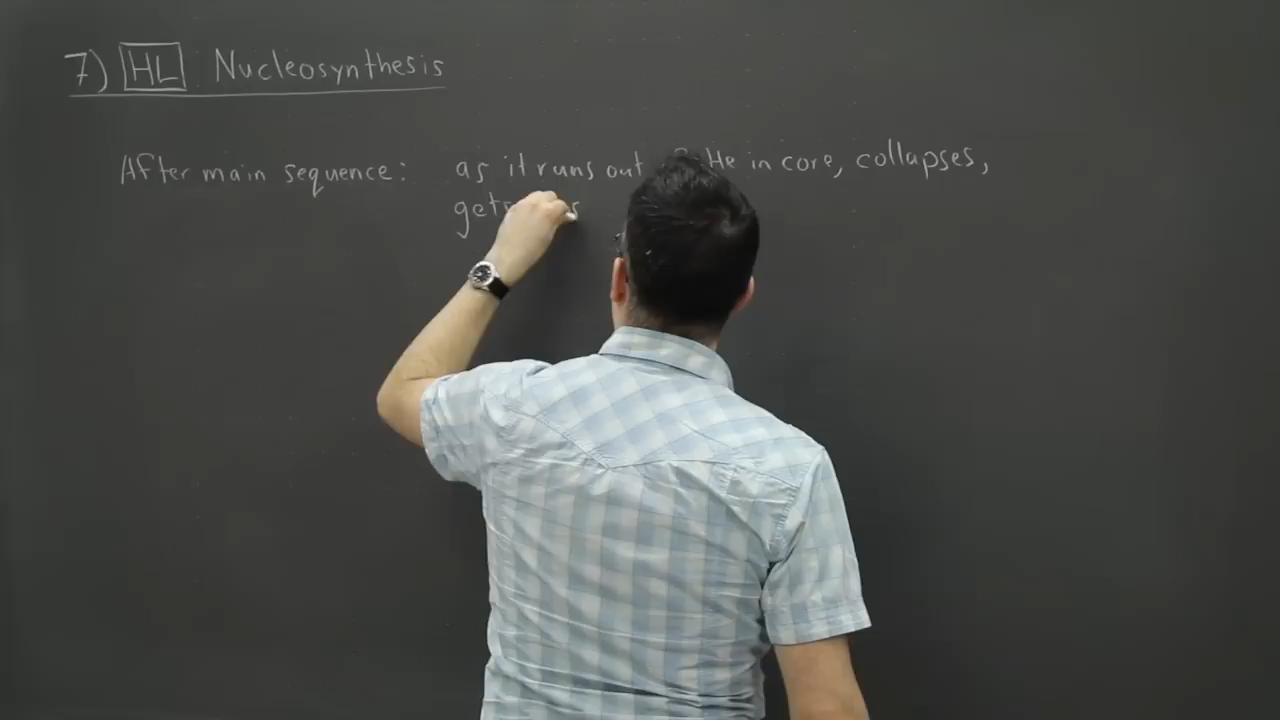 7) HL Nucleosynthesis
After main sequence: as it runs out He in core, collapses,